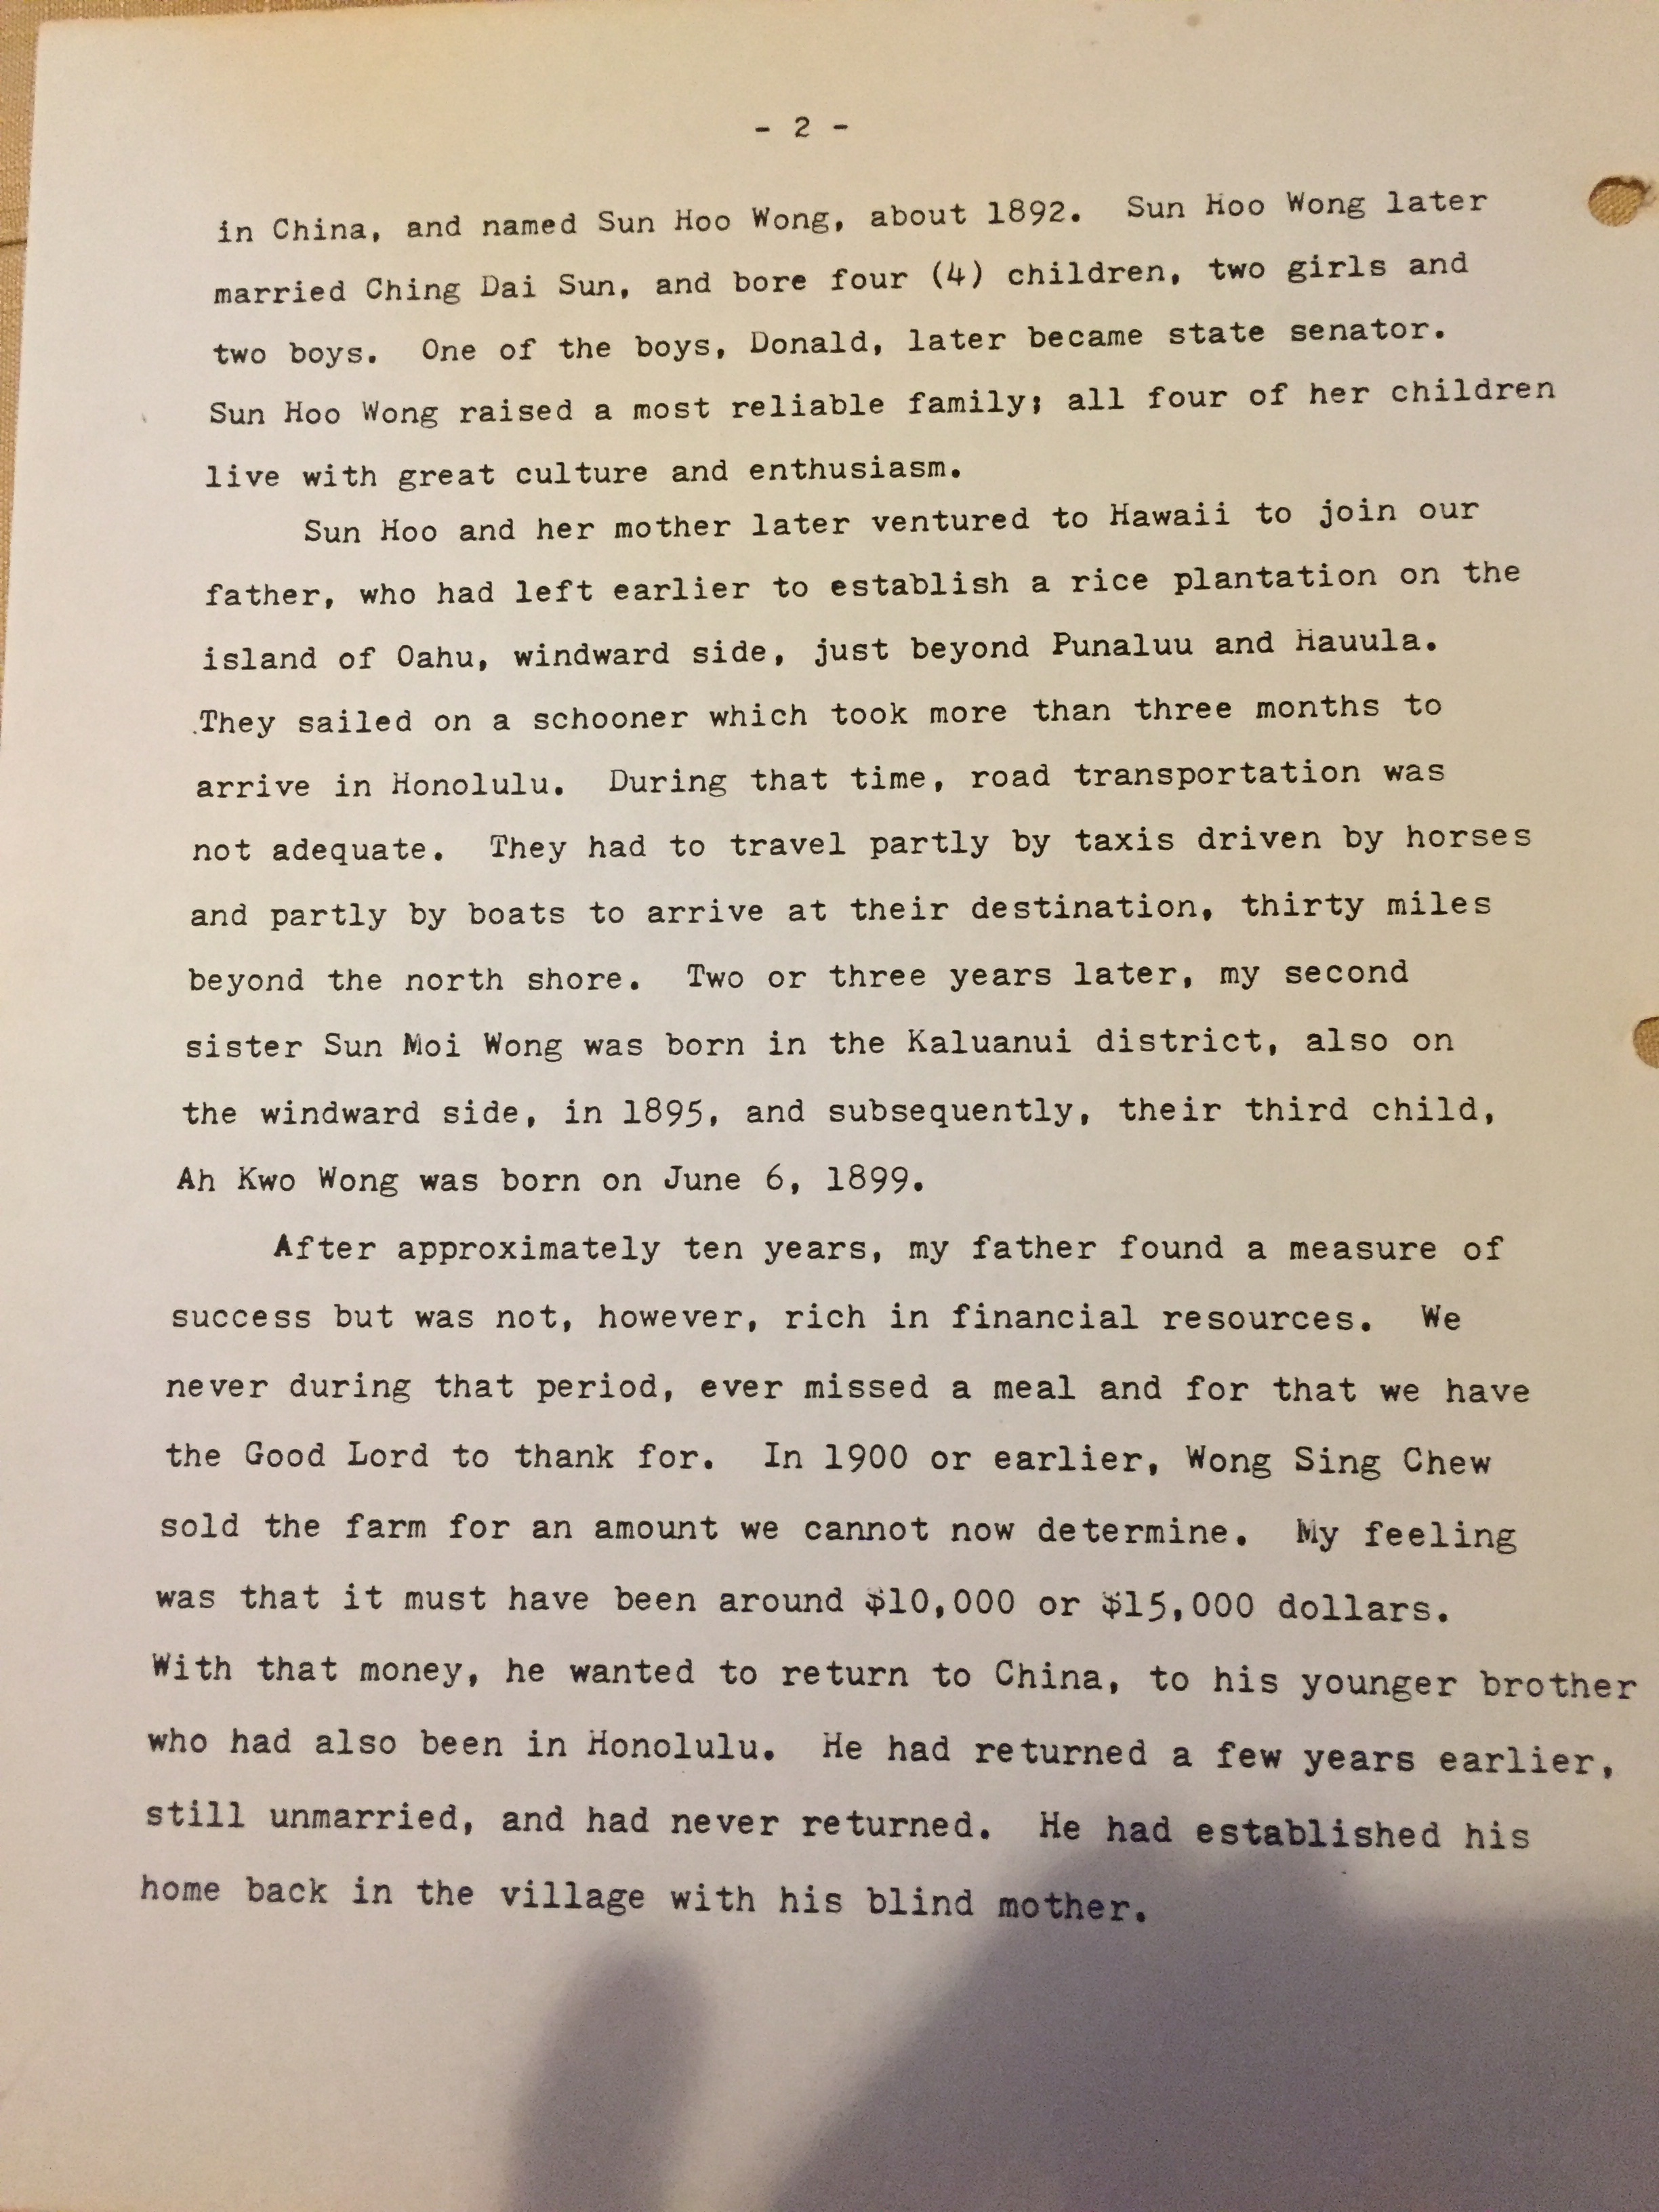 - 2 -
in China, and named Sun Hoo Wong, about 1892. Sun Hoo Wong later
married Ching Dai Sun, and bore four (4) children, two girls and
two boys. One of the boys, Donald, later became state senator.
Sun Hoo Wong raised a most reliable family; all four of her children
live with great culture and enthusiasm.
Sun Hoo and her mother later ventured to Hawaii to join our
father, who had left earlier to establish a rice plantation on the
island of Oahu, windward side, just beyond Punaluu and Hauula.
They sailed on a schooner which took more than three months to
arrive in Honolulu. During that time, road transportation was
not adequate. They had to travel partly by taxis driven by horses
and partly by boats to arrive at their destination, thirty miles
beyond the north shore. Two or three years later, my second
sister Sun Moi Wong was born in the Kaluanui district, also on
the windward side, in 1895, and subsequently, their third child,
Ah Kwo Wong was born on June 6, 1899.
After approximately ten years, my father found a measure of
success but was not, however, rich in financial resources. We
never during that period, ever missed a meal and for that we have
the Good Lord to thank for. In 1900 or earlier, Wong Sing Chew
sold the farm for an amount we cannot now determine. My feeling
was that it must have been around $10,000 or $15,000 dollars.
With that money, he wanted to return to China, to his younger brother
who had also been in Honolulu. He had returned a few years earlier,
still unmarried, and had never returned. He had established his
home back in the village with his blind mother.